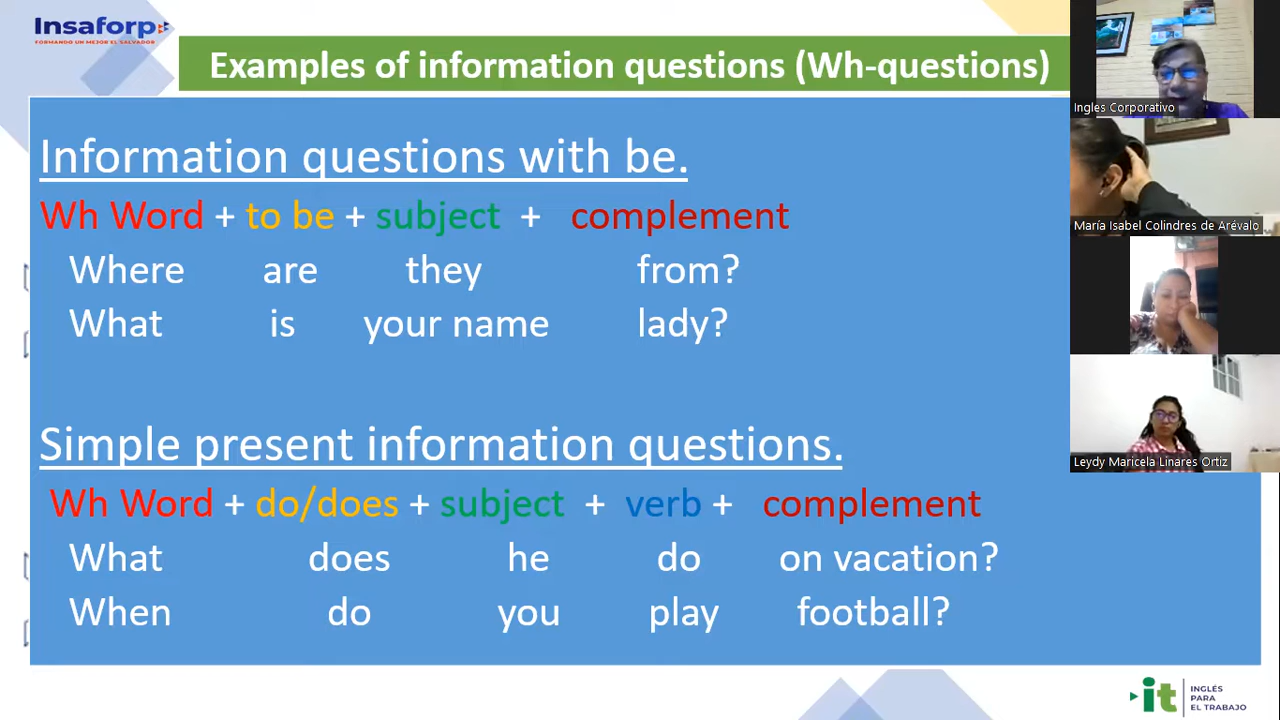 Insaforp
FORMANDO UN MEJOR EL SALVADOR
Examples of information questions (Wh-questions)
Information questions with be.
Wh Word + to be + subject + complement
Where are they from?
What is your name lady?
Simple present information questions.
Wh Word + do/does + subject + verb + complement
What does he do on vacation?
When do you play football?
Ingles Corporativo
María Isabel Colindres de Arévalo
Leydy Maricela Linares Ortiz
it
INGLÉS
PARA
EL TRABAJO